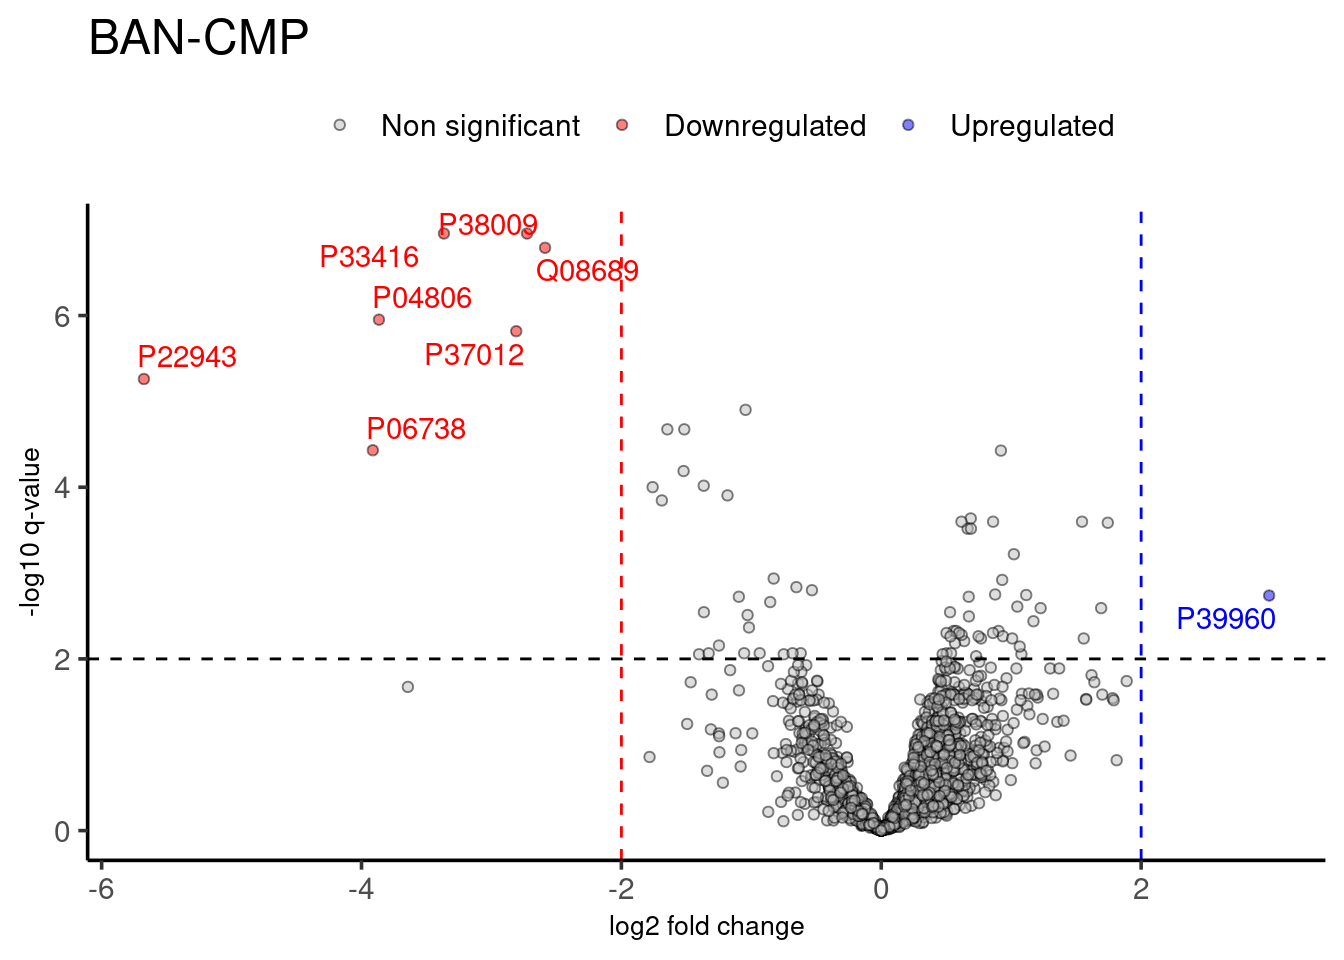 BAN-CMP
Non significant Downregulated Upregulated
P38009
P33416
Q08689
P04806
P37012
P22943
P06738
P39960
6
4
2
0
-log10 q-value
-6 -4 -2 0 2
log2 fold change